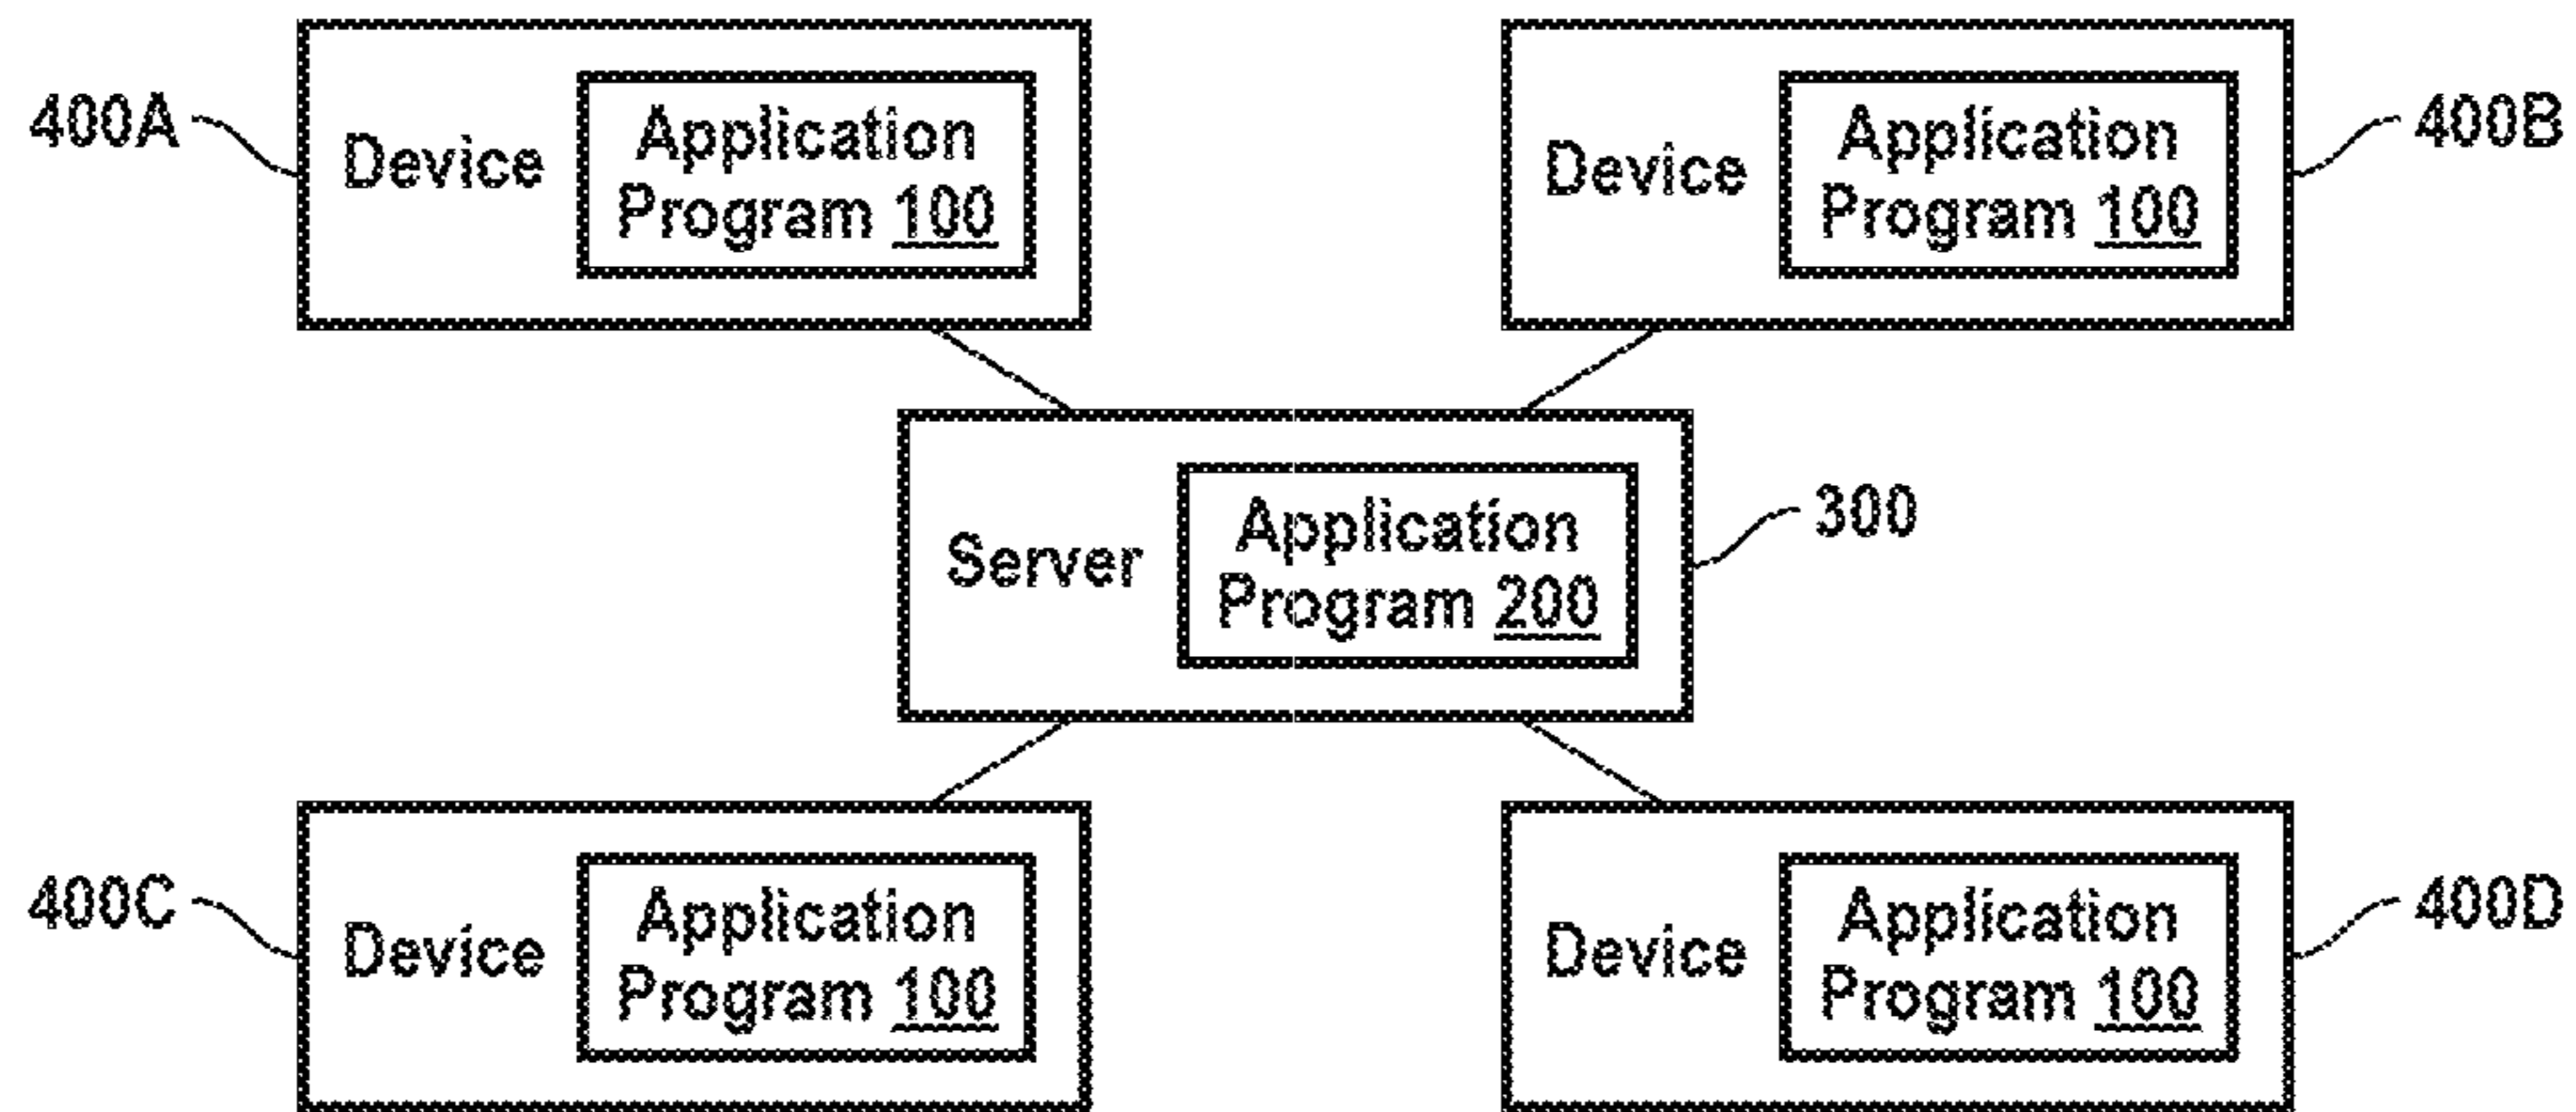 400A
Device
Application
Program 100
400B
Device
Application
Program 100
Server
Application
Program 200
300
400C
Device
Application
Program 100
400D
Device
Application
Program 100